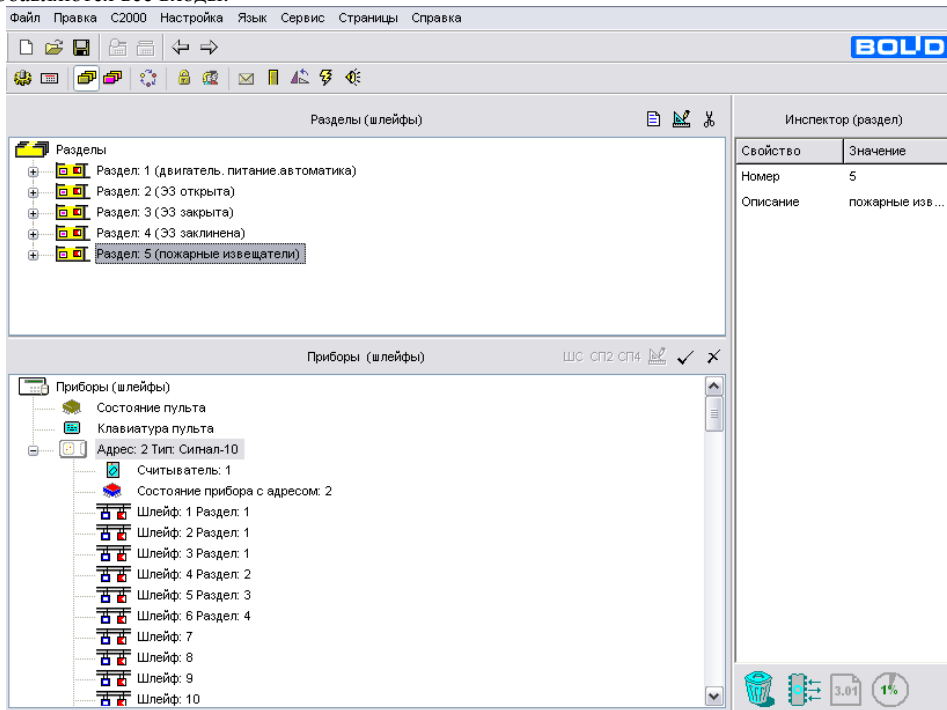 добавляются все входы.
Файл Правка С2000 Настройка Язык Сервис Страницы Справка
BOLID
Разделы (шлейфы)
Разделы
Раздел: 1 (двигатель. питание.автоматика)
Раздел: 2 (ЭЗ открыта)
Раздел: 3 (ЭЗ закрыта)
Раздел: 4 (ЭЗ заклинена)
Раздел: 5 (пожарные извещатели)
Инспектор (раздел)
Свойство Значение
Номер 5
Описание пожарные изв...
Приборы (шлейфы) ШС СП2 СП4
Приборы (шлейфы)
Состояние пульта
Клавиатура пульта
Адрес: 2 Тип: Сигнал-10
Считыватель: 1
Состояние прибора с адресом: 2
Шлейф: 1 Раздел: 1
Шлейф: 2 Раздел: 1
Шлейф: 3 Раздел: 1
Шлейф: 4 Раздел: 2
Шлейф: 5 Раздел: 3
Шлейф: 6 Раздел: 4
Шлейф: 7
Шлейф: 8
Шлейф: 9
Шлейф: 10
3.01 1%